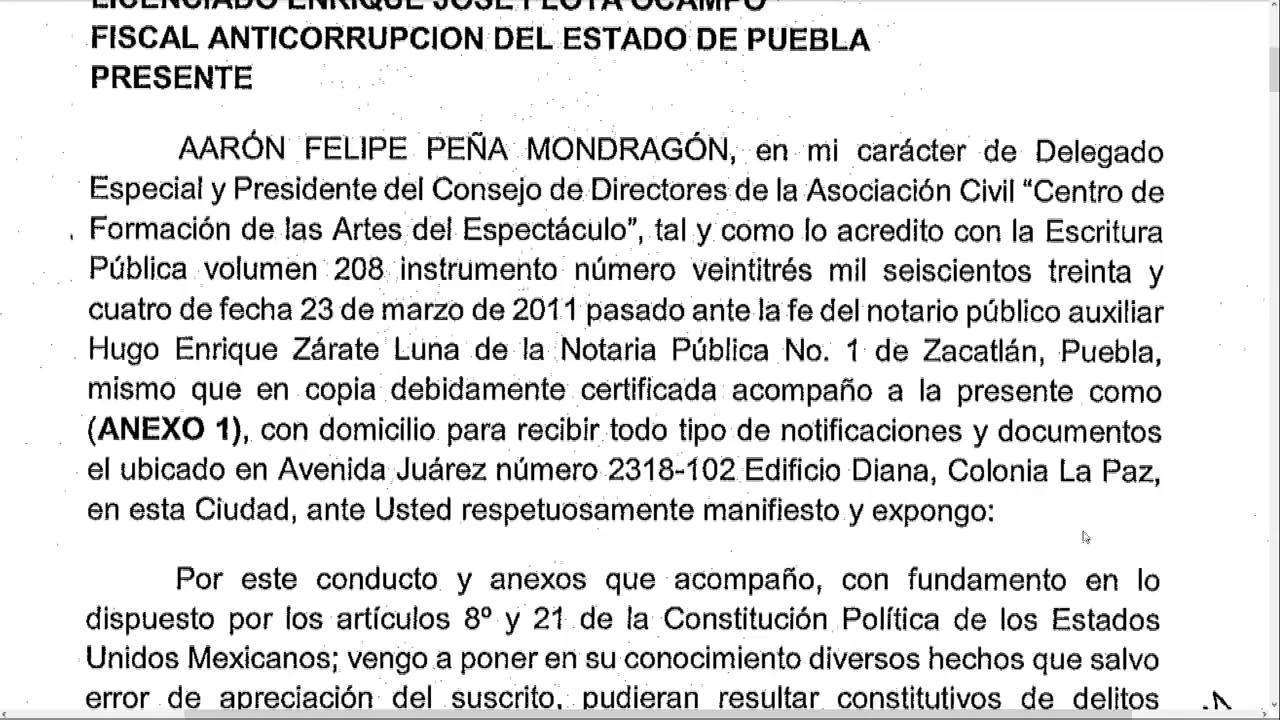 LICENCIADO ENRIQUE JOSÉ FLOTA OCAMPO
FISCAL ANTICORRUPCION DEL ESTADO DE PUEBLA
PRESENTE
AARÓN FELIPE PEÑA MONDRAGÓN, en mi carácter de Delegado
Especial y Presidente del Consejo de Directores de la Asociación Civil “Centro de
Formación de las Artes del Espectáculo”, tal y como lo acredito con la Escritura
Pública volumen 208 instrumento número veintitrés mil seiscientos treinta y
cuatro de fecha 23 de marzo de 2011 pasado ante la fe del notario público auxiliar
Hugo Enrique Zárate Luna de la Notaria Pública No. 1 de Zacatlán, Puebla,
mismo que en copia debidamente certificada acompaño a la presente como
(ANEXO 1), con domicilio para recibir todo tipo de notificaciones y documentos
el ubicado en Avenida Juárez número 2318-102 Edificio Diana, Colonia La Paz,
en esta Ciudad, ante Usted respetuosamente manifiesto y expongo:
Por este conducto y anexos que acompaño, con fundamento en lo
dispuesto por los artículos 8º y 21 de la Constitución Política de los Estados
Unidos Mexicanos; vengo a poner en su conocimiento diversos hechos que salvo
error de apreciación del suscrito, pudieran resultar constitutivos de delitos